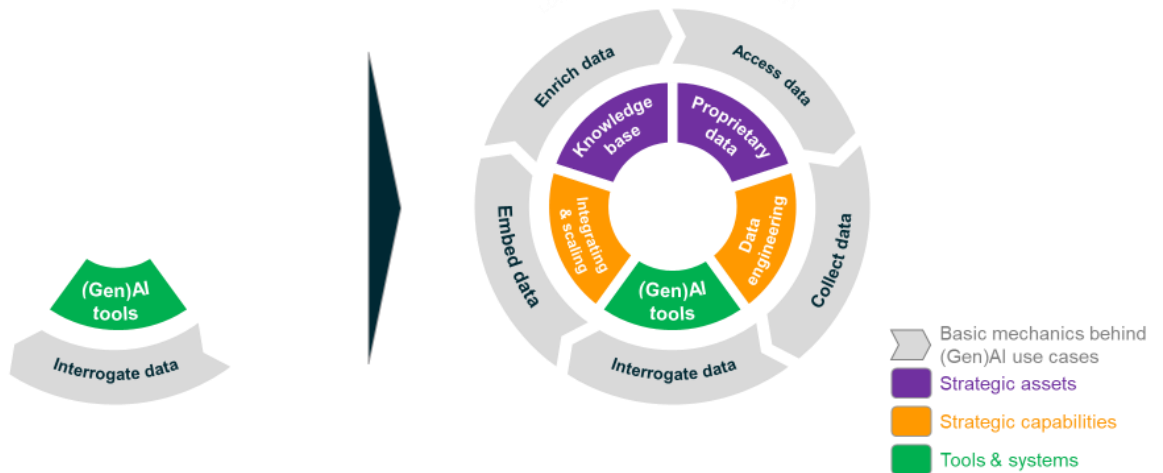 (Gen)AI
tools
Interrogate data
Enrich data
Access data
Knowledge
base
Proprietary
data
Embed data
Integrating
& scaling
Data
engineering
Collect data
(Gen)AI
tools
Interrogate data
Basic mechanics behind
(Gen)AI use cases
Strategic assets
Strategic capabilities
Tools & systems